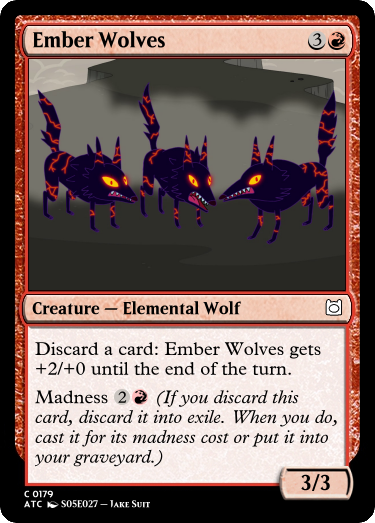 Ember Wolves 3
Creature — Elemental Wolf
Discard a card: Ember Wolves gets
+2/+0 until the end of the turn.
Madness 2 (If you discard this
card, discard it into exile. When you do,
cast it for its madness cost or put it into
your graveyard.)
3/3
C 0179
ATC S05E027 — Jake Suit